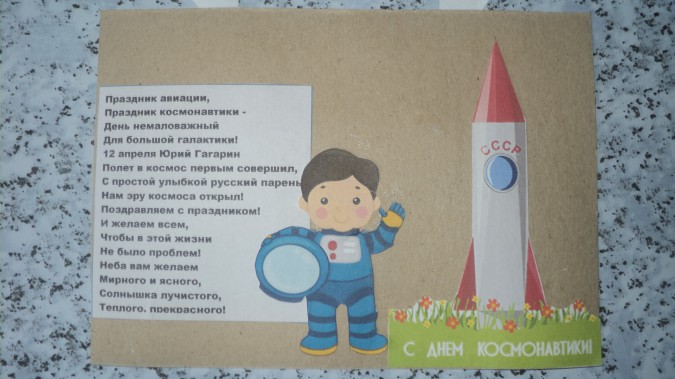 Праздник авиации,
Праздник космонавтики -
День немаловажный
Для большой галактики!
12 апреля Юрий Гагарин
Полет в космос первым совершил,
С простой улыбкой русский парень
Нам эру космоса открыл!
Поздравляем с праздником!
И желаем всем,
Чтобы в этой жизни
Не было проблем!
Неба вам желаем
Мирного и ясного,
Солнышка лучистого,
Теплого, прекрасного!
СССР
С ДНЕМ КОСМОНАВТИКИ!